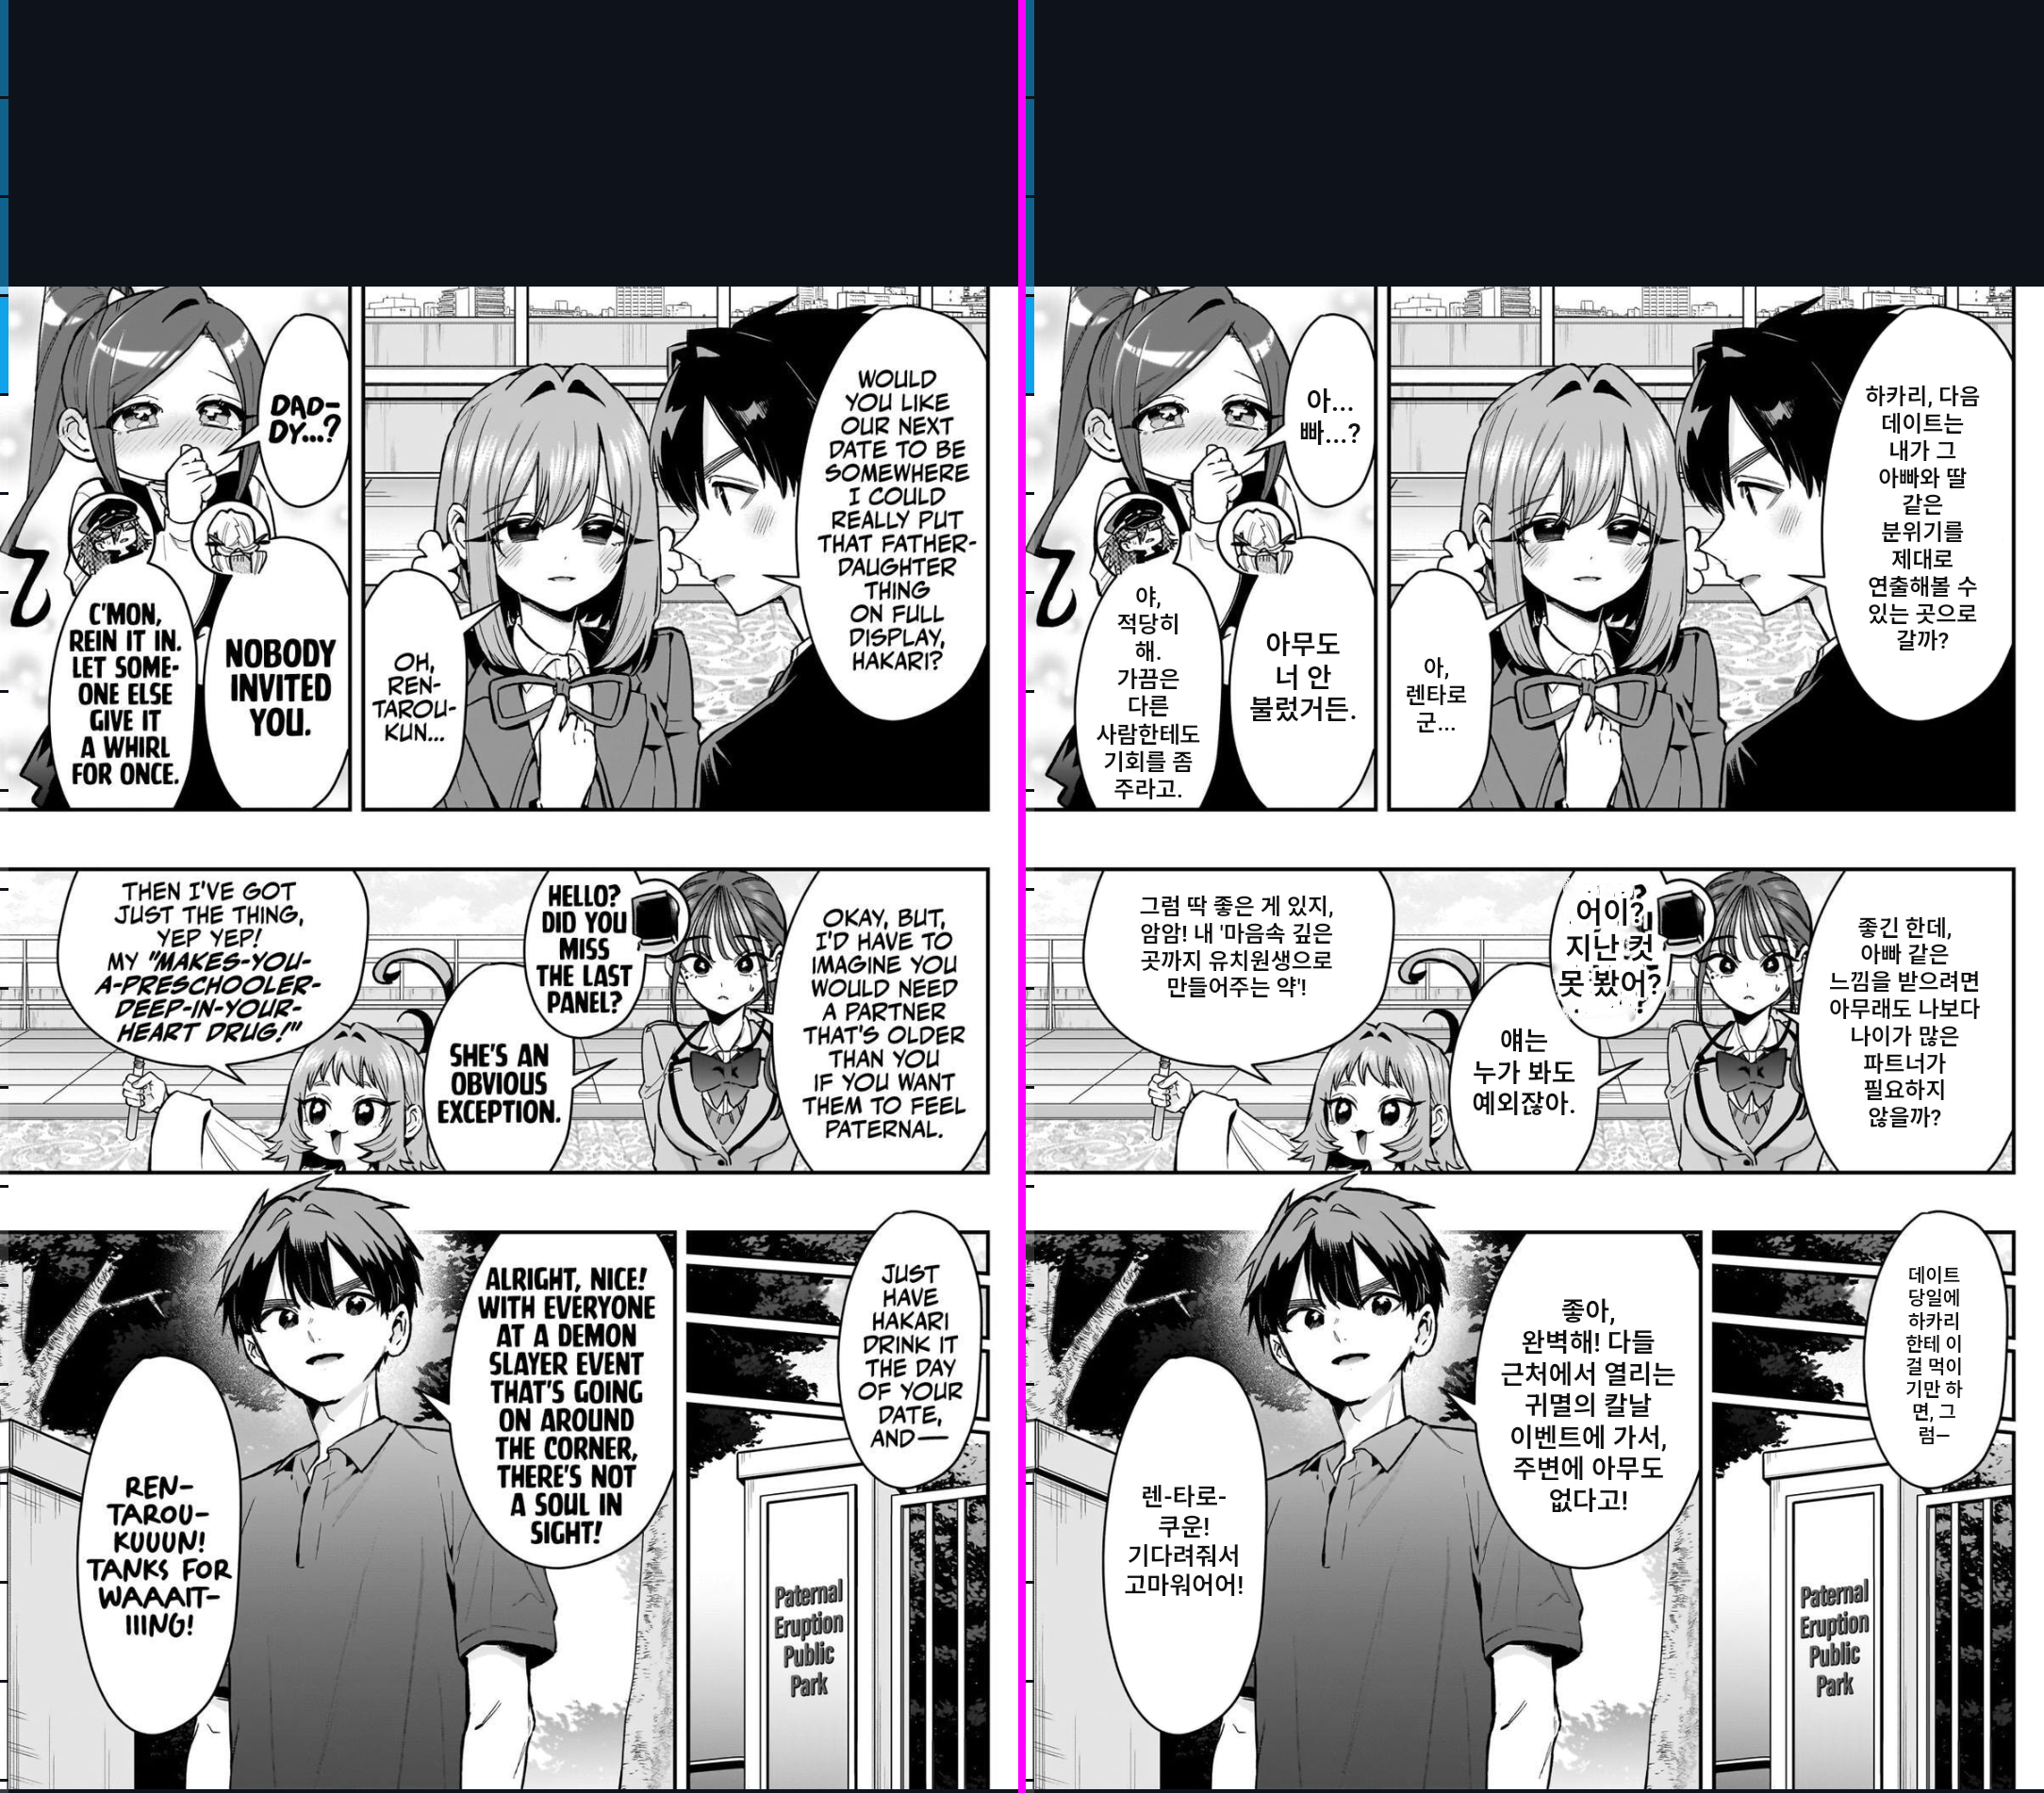 WOULD
YOU LIKE
OUR NEXT
DATE TO BE
SOMEWHERE
I COULD
REALLY PUT
THAT FATHER-
DAUGHTER
THING
ON FULL
DISPLAY,
HAKARI?
OH,
REN-
TAROU-
KUN...
DAD-
DY...?
NOBODY
INVITED
YOU.
C'MON,
REIN IT IN.
LET SOME-
ONE ELSE
GIVE IT
A WHIRL
FOR ONCE.
OKAY, BUT,
I'D HAVE TO
IMAGINE YOU
WOULD NEED
A PARTNER
THAT'S OLDER
THAN YOU
IF YOU WANT
THEM TO FEEL
PATERNAL.
HELLO?
DID YOU
MISS
THE LAST
PANEL?
SHE'S AN
OBVIOUS
EXCEPTION.
THEN I'VE GOT
JUST THE THING,
YEP YEP!
MY "MAKES-YOU-
A-PRESCHOOLER-
DEEP-IN-YOUR-
HEART DRUG!"
JUST
HAVE
HAKARI
DRINK IT
THE DAY
OF YOUR
DATE,
AND—
Paternal
Eruption
Public
Park
ALRIGHT, NICE!
WITH EVERYONE
AT A DEMON
SLAYER EVENT
THAT'S GOING
ON AROUND
THE CORNER,
THERE'S NOT
A SOUL IN
SIGHT!
REN-
TAROU-
KUUUN!
TANKS FOR
WAAAIT-
IIING!
하카리, 다음
데이트는
내가 그
아빠와 딸
같은
분위기를
제대로
연출해볼 수
있는 곳으로
갈까?
아,
렌타로
군...
아...
빠...?
아무도
너 안
불렀거든.
야,
적당히
해.
가끔은
다른
사람한테도
기회를 좀
주라고.
좋긴 한데,
아빠 같은
느낌을 받으려면
아무래도 나보다
나이가 많은
파트너가
필요하지
않을까?
어이?
지난 컷
못 봤어?
얘는
누가 봐도
예외잖아.
그럼 딱 좋은 게 있지,
암암! 내 '마음속 깊은
곳까지 유치원생으로
만들어주는 약'!
데이트
당일에
하카리
한테 이
걸 먹이
기만 하
면, 그
럼—
Paternal
Eruption
Public
Park
좋아,
완벽해! 다들
근처에서 열리는
귀멸의 칼날
이벤트에 가서,
주변에 아무도
없다고!
렌-타로-
쿠운!
기다려줘서
고마워어어!